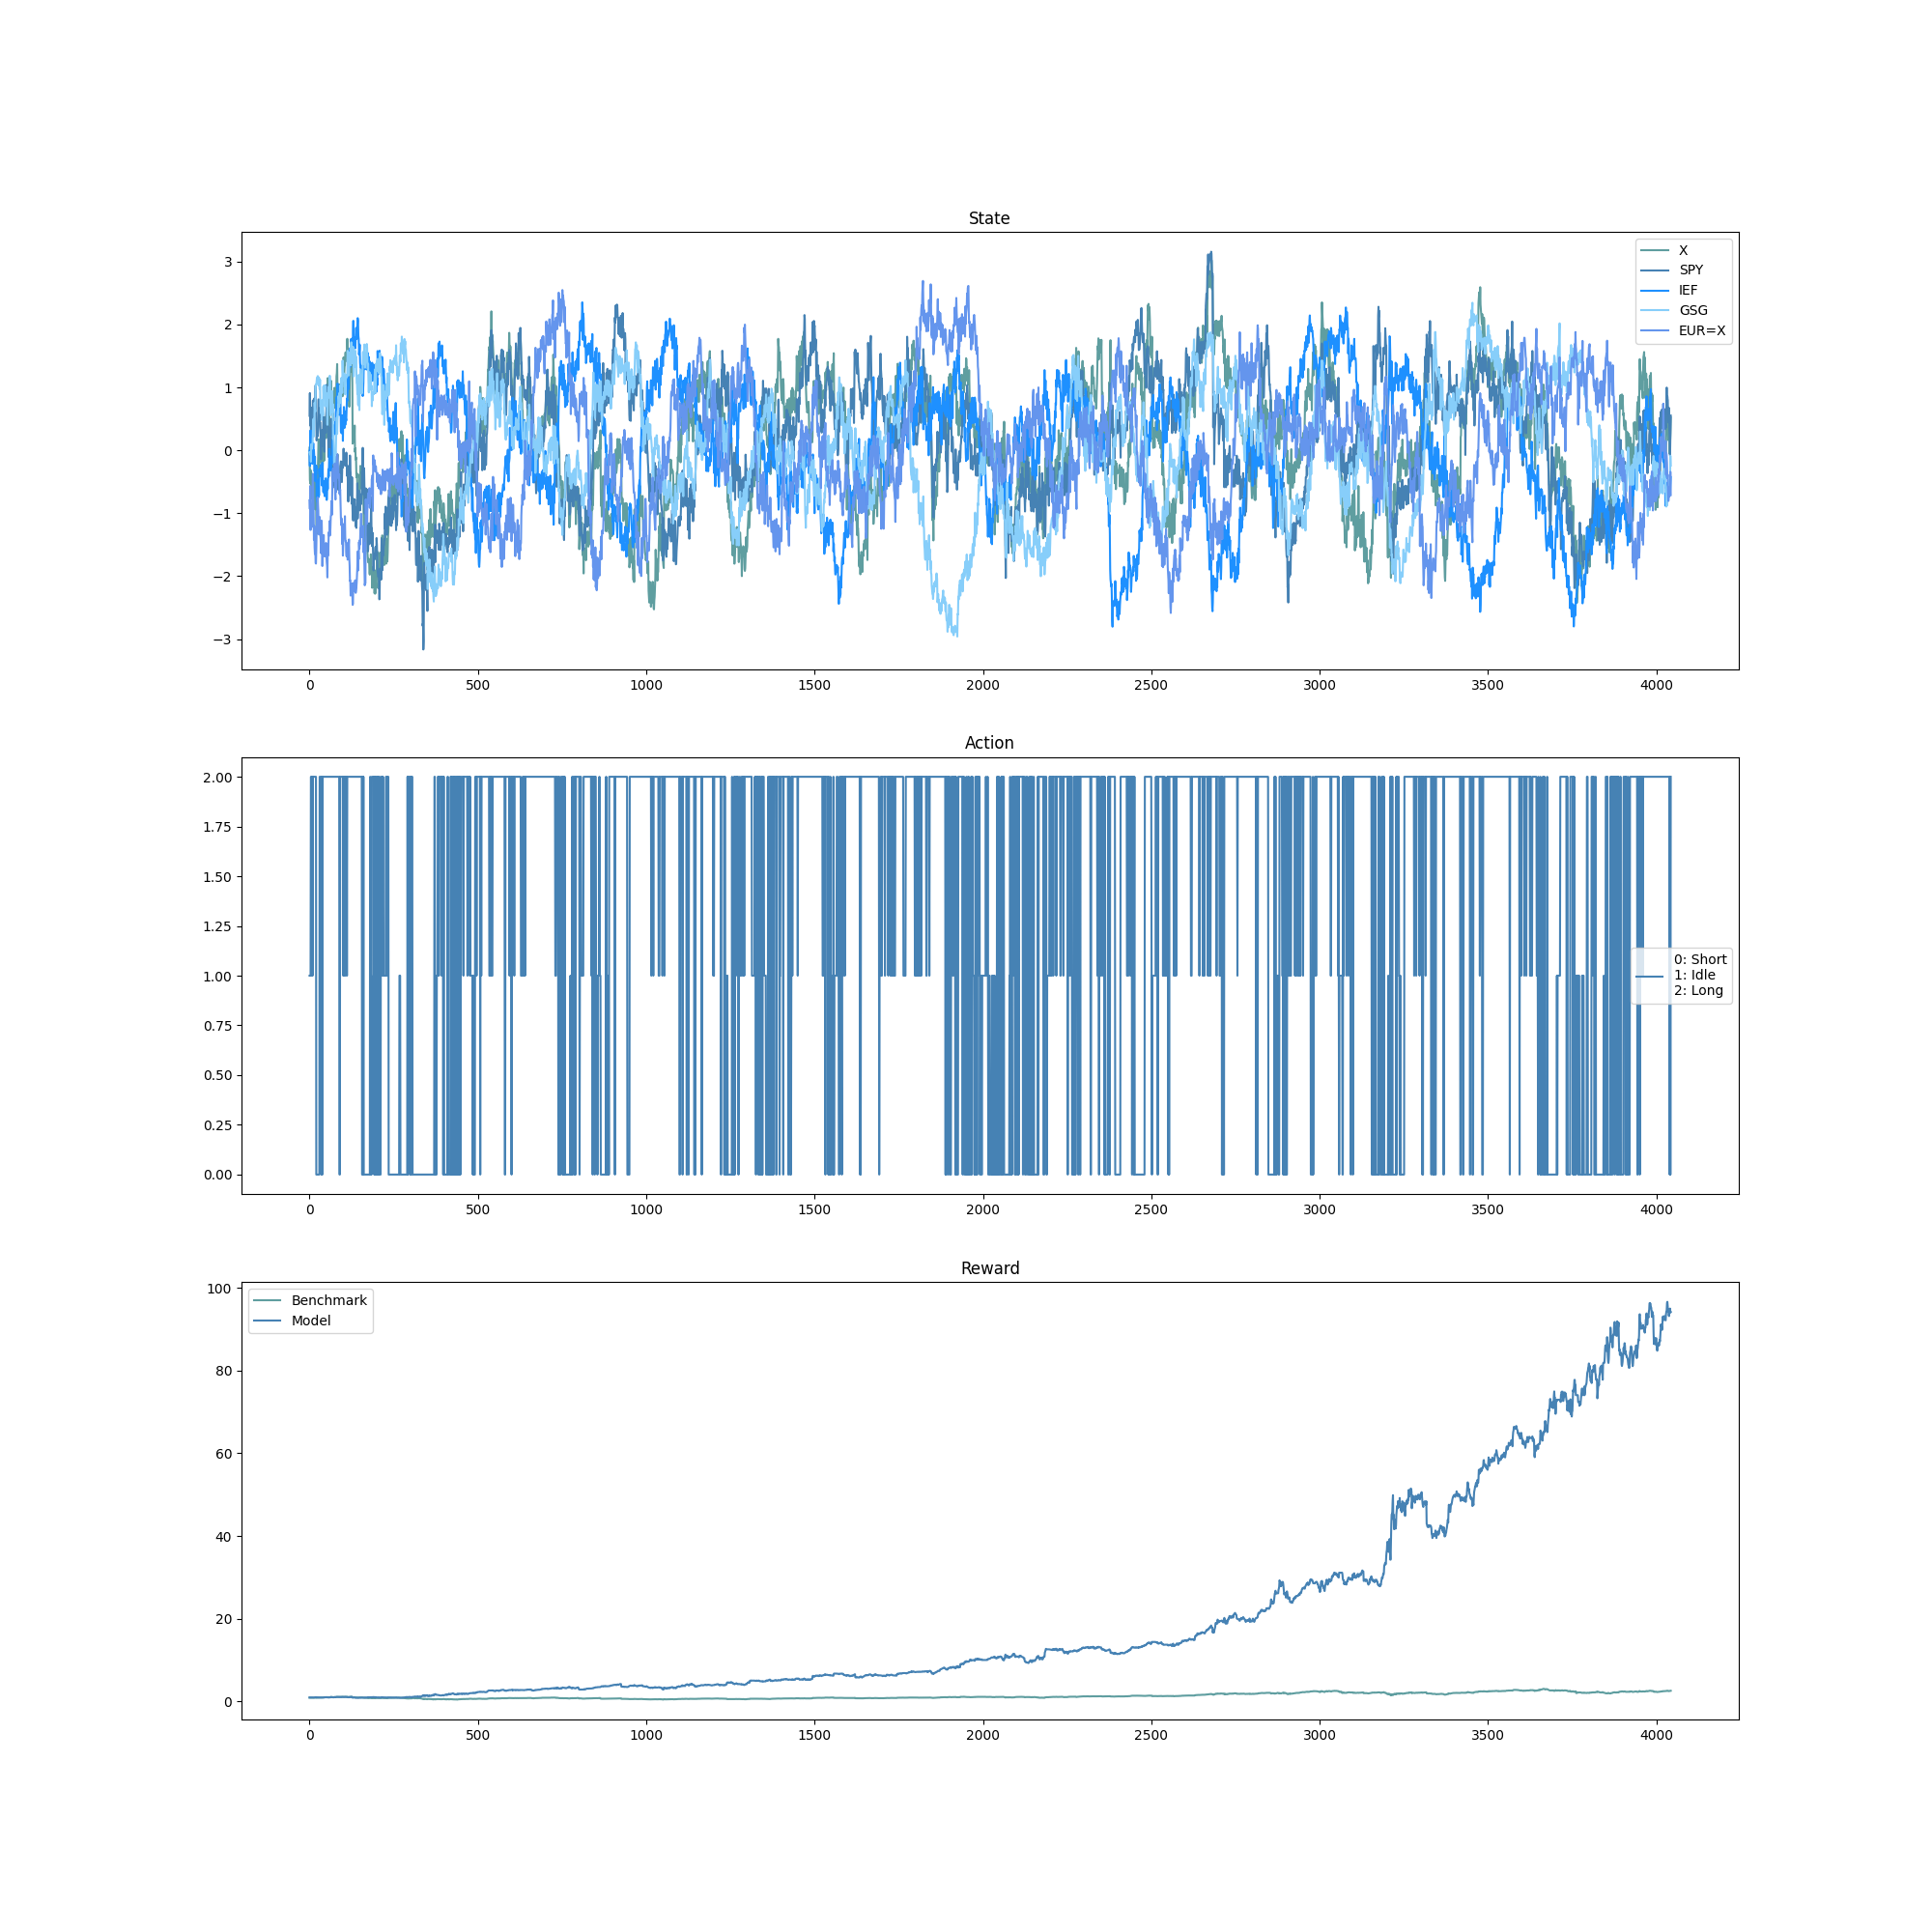 State
3
2
1
0
−1
−2
−3
X
SPY
IEF
GSG
EUR=X
0 500 1000 1500 2000 2500 3000 3500 4000
Action
2.00
1.75
1.50
1.25
1.00
0.75
0.50
0.25
0.00
0: Short
1: Idle
2: Long
0 500 1000 1500 2000 2500 3000 3500 4000
Reward
100
80
60
40
20
0
Benchmark
Model
0 500 1000 1500 2000 2500 3000 3500 4000